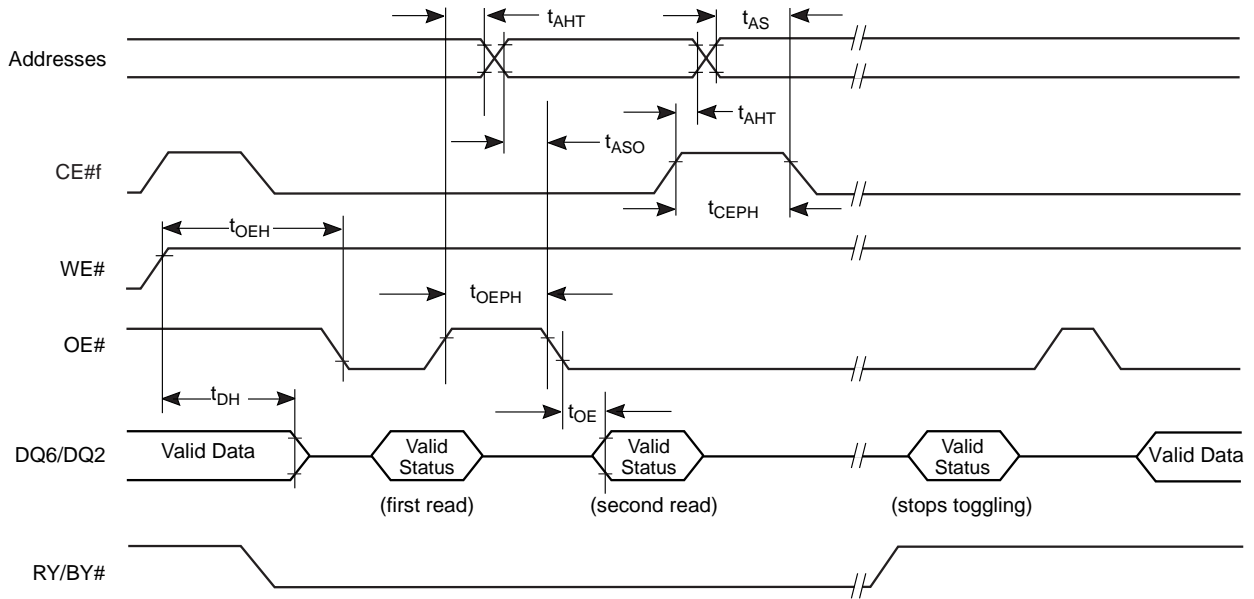 tAHT
tAS
Addresses
tAHT
tASO
CE#f
tCEPH
tOEH
WE#
tOEPH
OE#
tDH
tOE
DQ6/DQ2
Valid Data
Valid
Status
Valid
Status
Valid
Status
Valid Data
(first read)
(second read)
(stops toggling)
RY/BY#